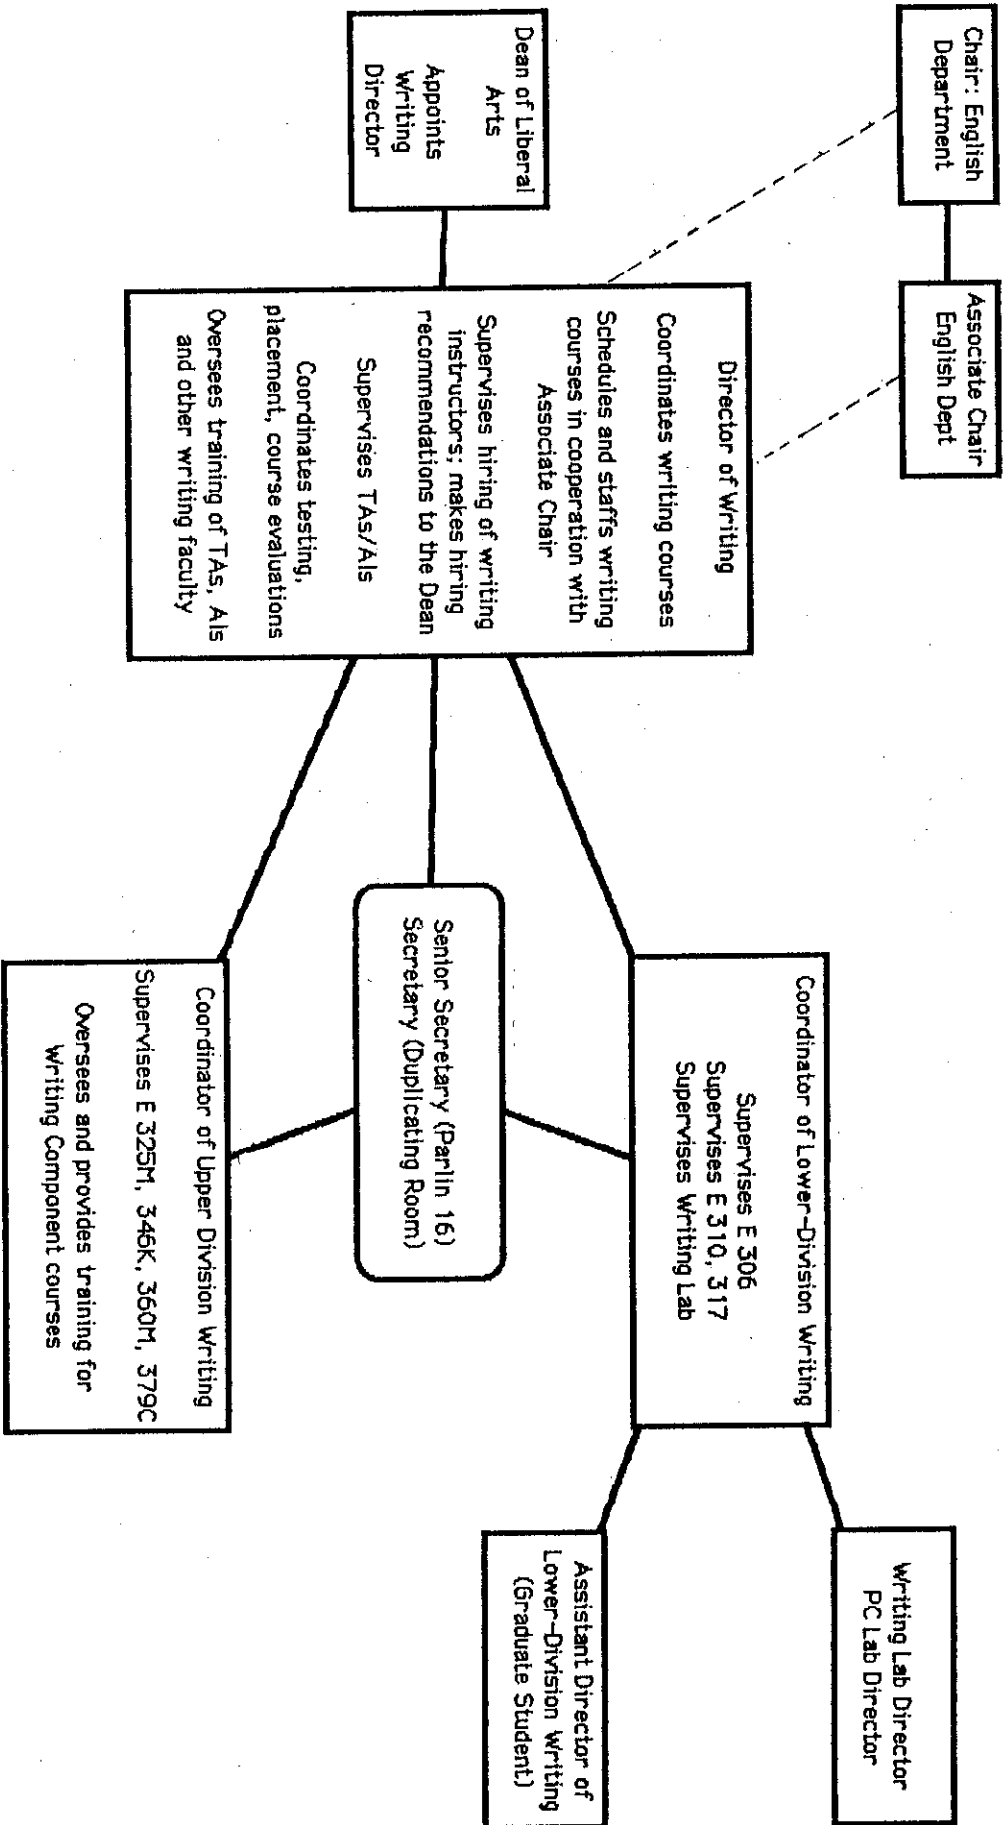 Chair: English
Department
Associate Chair
English Dept
Dean of Liberal
Arts
Appoints
Writing
Director
Director of Writing
Coordinates writing courses
Schedules and staffs writing
courses in cooperation with
Associate Chair
Supervises hiring of writing
instructors; makes hiring
recommendations to the Dean
Supervises TAs/AIs
Coordinates testing,
placement, course evaluations
Oversees training of TAs, AIs
and other writing faculty
Coordinator of Lower-Division Writing
Supervises E 306
Supervises E 310, 317
Supervises Writing Lab
Senior Secretary (Parlin 16)
Secretary (Duplicating Room)
Coordinator of Upper Division Writing
Supervises E 325M, 346K, 360M, 379C
Oversees and provides training for
Writing Component courses
Writing Lab Director
PC Lab Director
Assistant Director of
Lower-Division Writing
(Graduate Student)